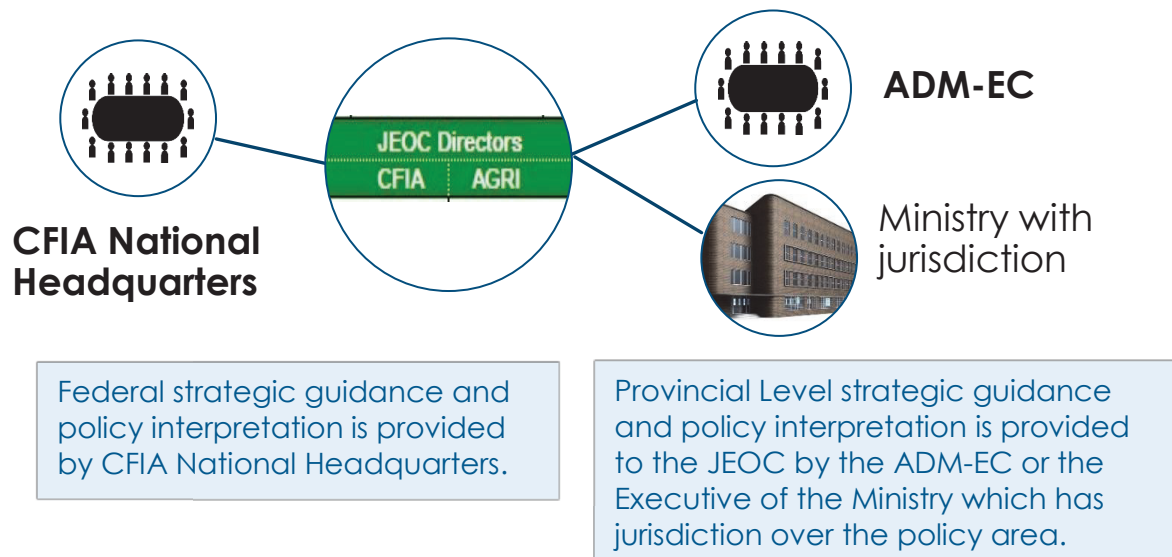 CFIA National
Headquarters
JEOC Directors
CFIA AGRI
ADM-EC
Ministry with
jurisdiction
Federal strategic guidance and
policy interpretation is provided
by CFIA National Headquarters.
Provincial Level strategic guidance
and policy interpretation is provided
to the JEOC by the ADM-EC or the
Executive of the Ministry which has
jurisdiction over the policy area.